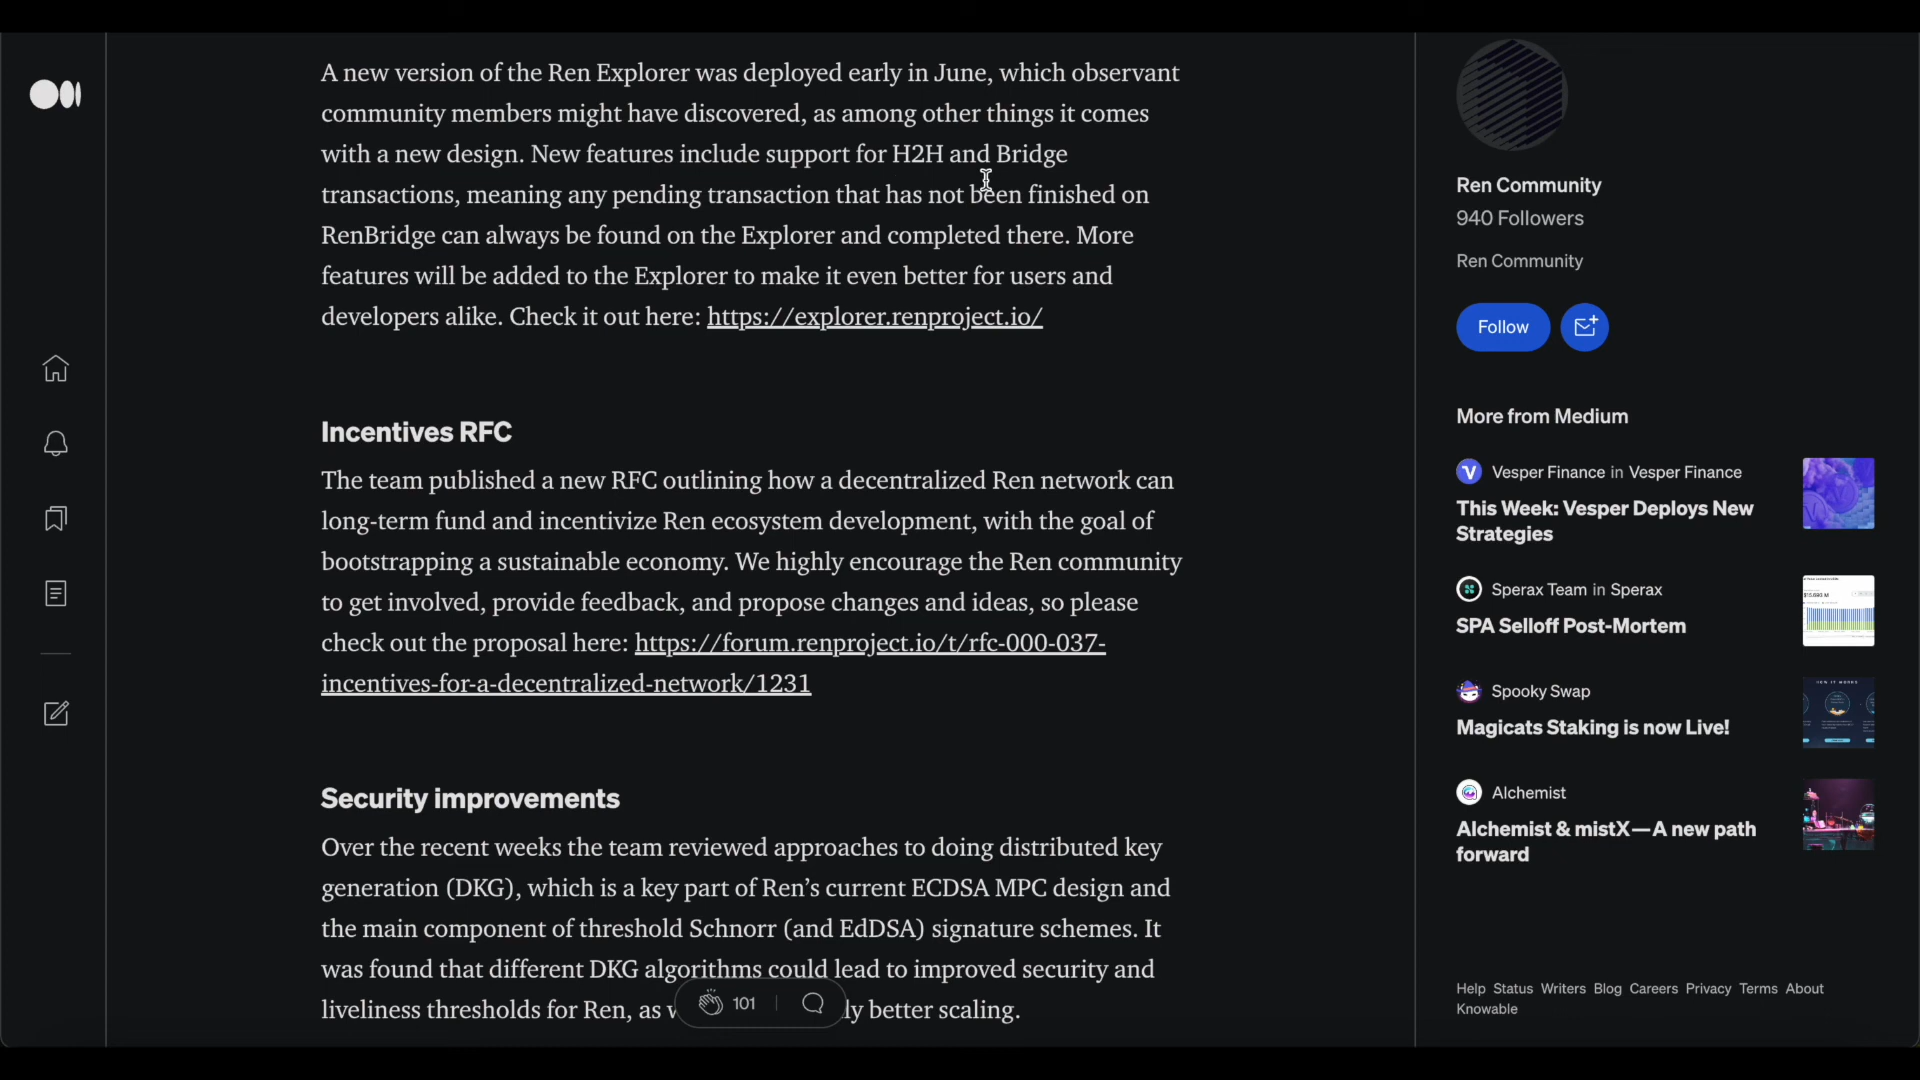 A new version of the Ren Explorer was deployed early in June, which observant
community members might have discovered, as among other things it comes
with a new design. New features include support for H2H and Bridge
transactions, meaning any pending transaction that has not been finished on
RenBridge can always be found on the Explorer and completed there. More
features will be added to the Explorer to make it even better for users and
developers alike. Check it out here: https://explorer.renproject.io/
Incentives RFC
The team published a new RFC outlining how a decentralized Ren network can
long-term fund and incentivize Ren ecosystem development, with the goal of
bootstrapping a sustainable economy. We highly encourage the Ren community
to get involved, provide feedback, and propose changes and ideas, so please
check out the proposal here: https://forum.renproject.io/t/rfc-000-037-
incentives-for-a-decentralized-network/1231
Security improvements
Over the recent weeks the team reviewed approaches to doing distributed key
generation (DKG), which is a key part of Ren’s current ECDSA MPC design and
the main component of threshold Schnorr (and EdDSA) signature schemes. It
was found that different DKG algorithms could lead to improved security and
liveliness thresholds for Ren, as better scaling.
101
Ren Community
940 Followers
Ren Community
Follow
More from Medium
Vesper Finance in Vesper Finance
This Week: Vesper Deploys New
Strategies
Sperax Team in Sperax
SPA Selloff Post-Mortem
Spooky Swap
Magicats Staking is now Live!
Alchemist
Alchemist & mistX—A new path
forward
Help Status Writers Blog Careers Privacy Terms About
Knowable